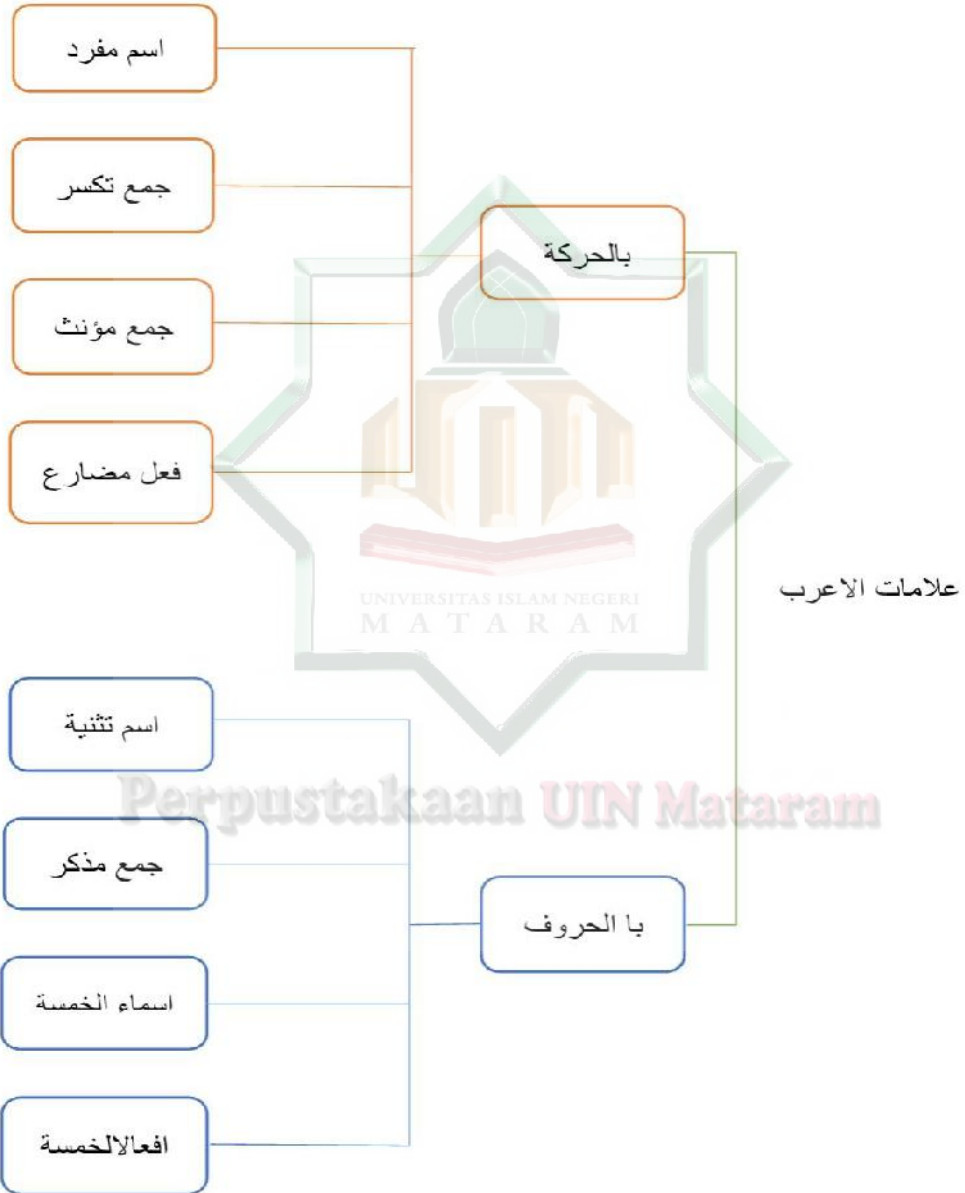 علامات الاعرب
بالحركة
اسم مفرد
جمع تكسر
جمع مؤنث
فعل مضارع
با الحروف
اسم تثنية
جمع مذكر
اسماء الخمسة
افعالالخمسة
UNIVERSITAS ISLAM NEGERI
MATARAM
Perpustakaan UIN Mataram